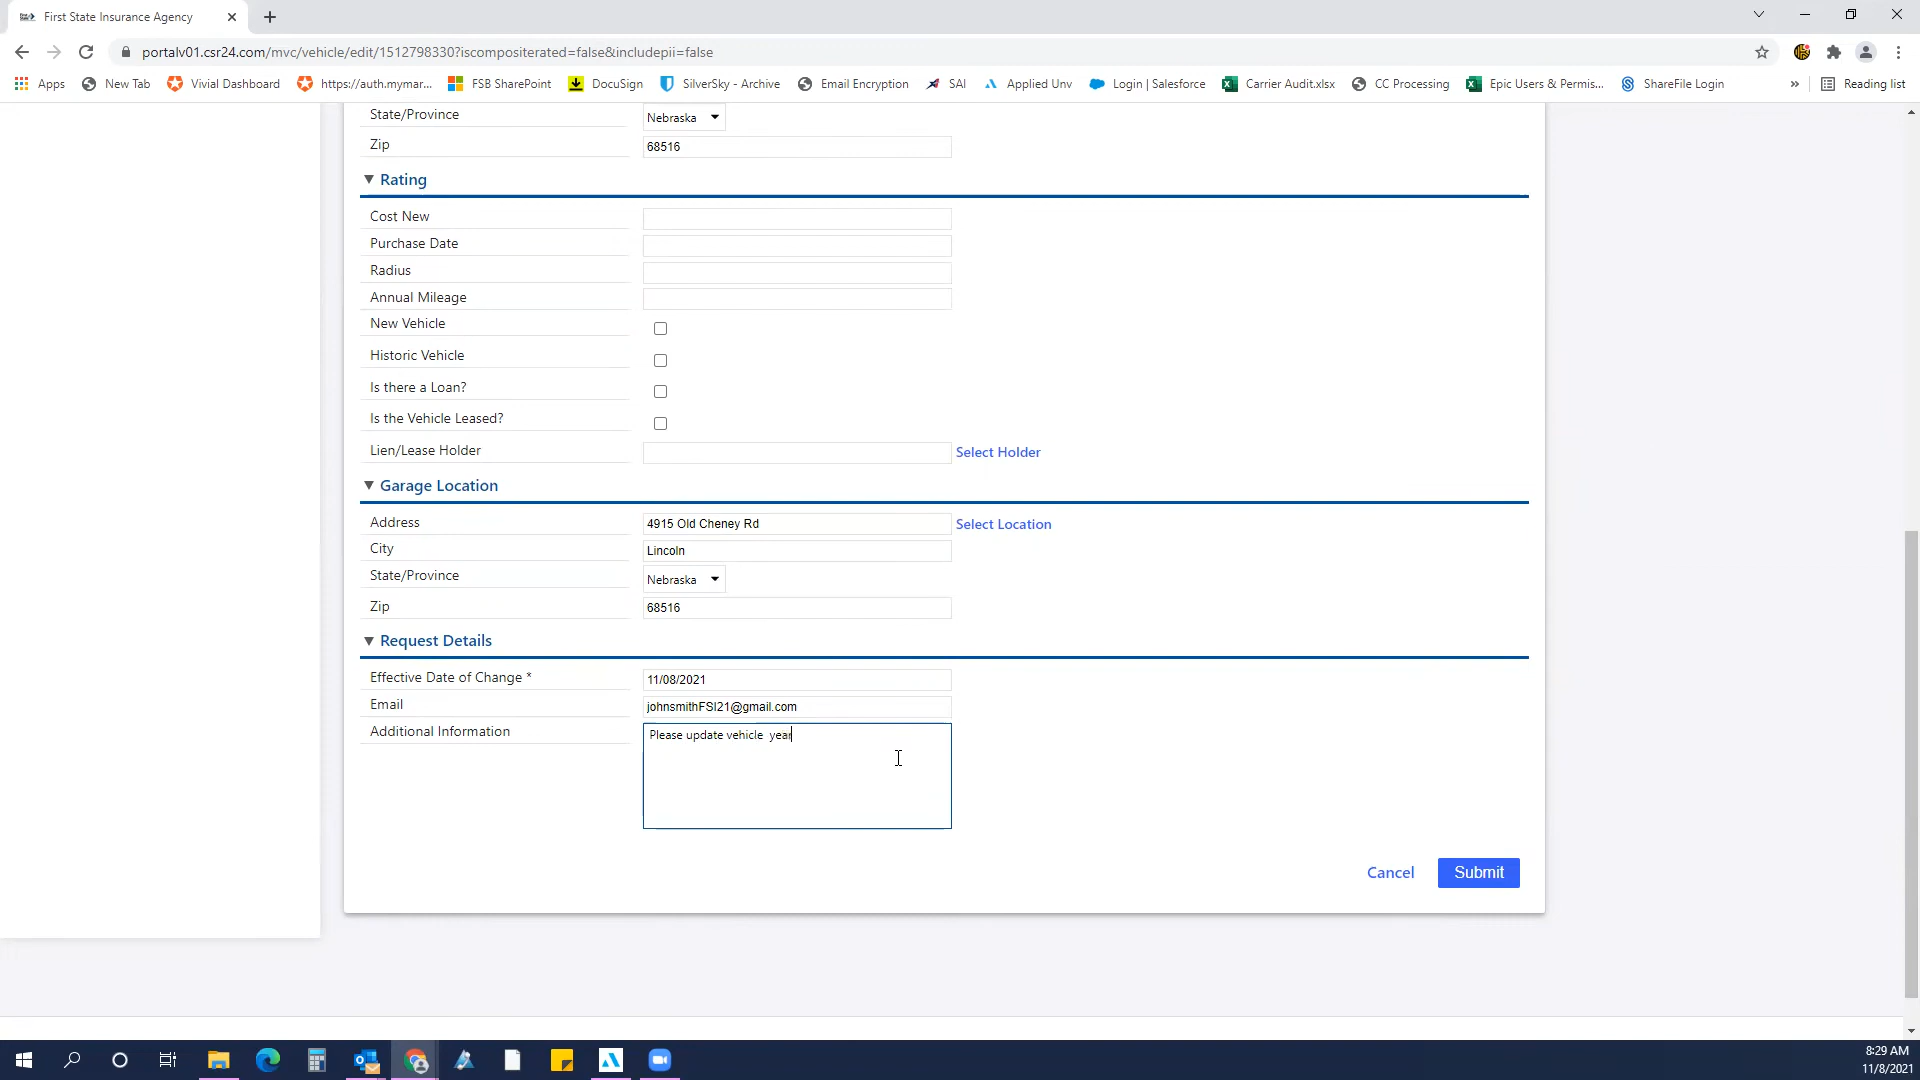 First State Insurance Agency
portalv01.csr24.com/mvc/vehicle/edit/1512798330?iscompositerated=false&includepii=false
Apps New Tab Vivial Dashboard https://auth.mymar... FSB SharePoint DocuSign SilverSky - Archive Email Encryption SAI Applied Unv Login | Salesforce Carrier Audit.xlsx CC Processing Epic Users & Permis... ShareFile Login » Reading list
State/Province Nebraska
Zip 68516
Rating
Cost New
Purchase Date
Radius
Annual Mileage
New Vehicle
Historic Vehicle
Is there a Loan?
Is the Vehicle Leased?
Lien/Lease Holder Select Holder
Garage Location
Address 4915 Old Cheney Rd Select Location
City Lincoln
State/Province Nebraska
Zip 68516
Request Details
Effective Date of Change * 11/08/2021
Email johnsmithFSI21@gmail.com
Additional Information Please update vehicle  year
Cancel Submit
8:29 AM
11/8/2021